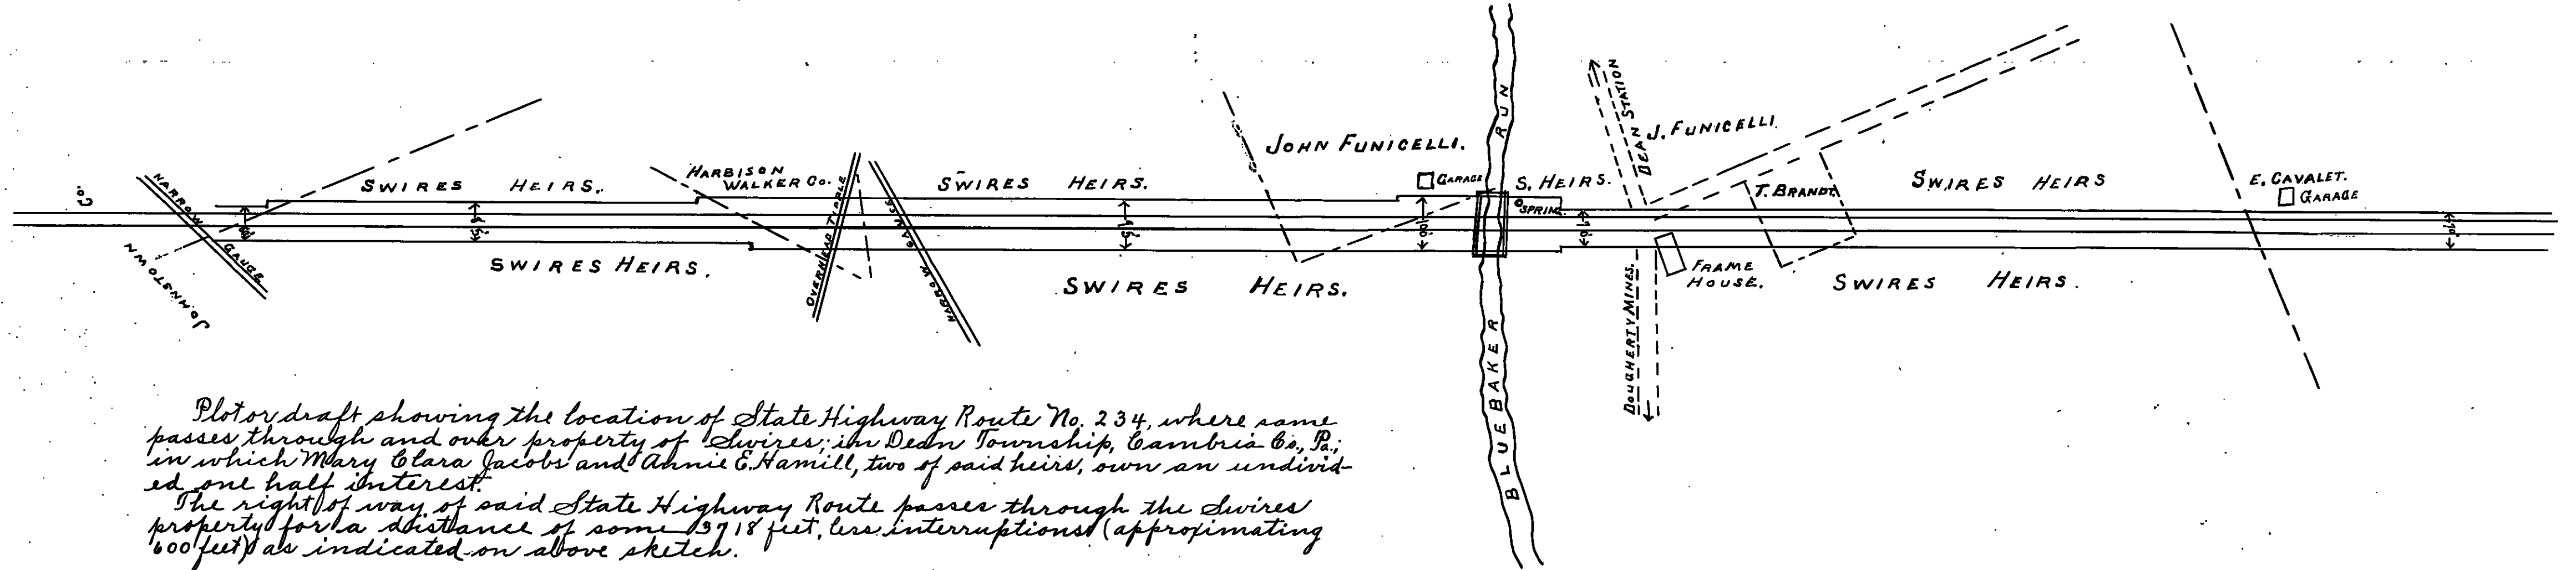 Co.
JOHNSTOWN
NARROW GAUGE
SWIRES HEIRS.
SWIRES HEIRS.
HARBISON
WALKER CO.
OVERHEAD TIPPLE
NARROW GAUGE
SWIRES HEIRS.
SWIRES HEIRS.
JOHN FUNICELLI.
GARAGE
100'
BLUEBAKER RUN
S. HEIRS.
SPRING.
DEAN STATION
J. FUNICELLI.
DOUGHERTY MINES.
FRAME
HOUSE.
T. BRANDT.
SWIRES HEIRS
SWIRES HEIRS.
E. CAVALET.
GARAGE
Plot or draft showing the location of State Highway Route No. 234, where same
passes through and over property of Swires; in Dean Township, Cambria Co., Pa.;
in which Mary Clara Jacobs and Annie E. Hamill, two of said heirs, own an undivid-
ed one half interest.
The right of way of said State Highway Route passes through the Swires
property for a distance of some 3718 feet, less interruptions (approximating
600 feet) as indicated on above sketch.